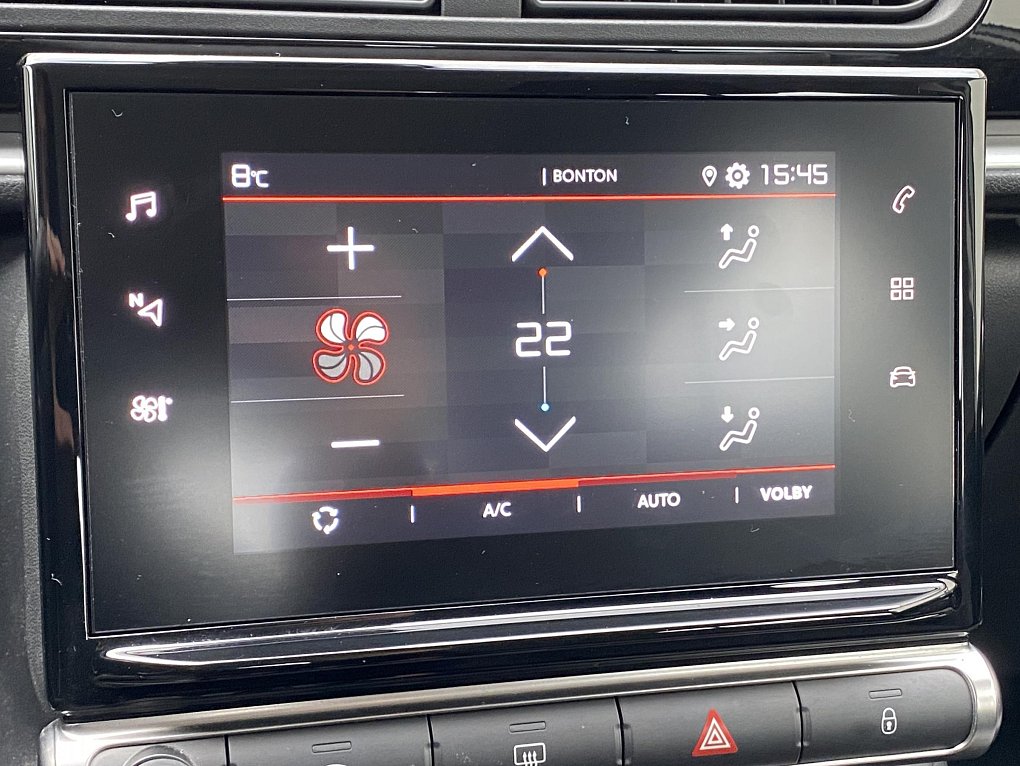 8°C | BONTON 15:45
N
22
A/C | AUTO | VOLBY